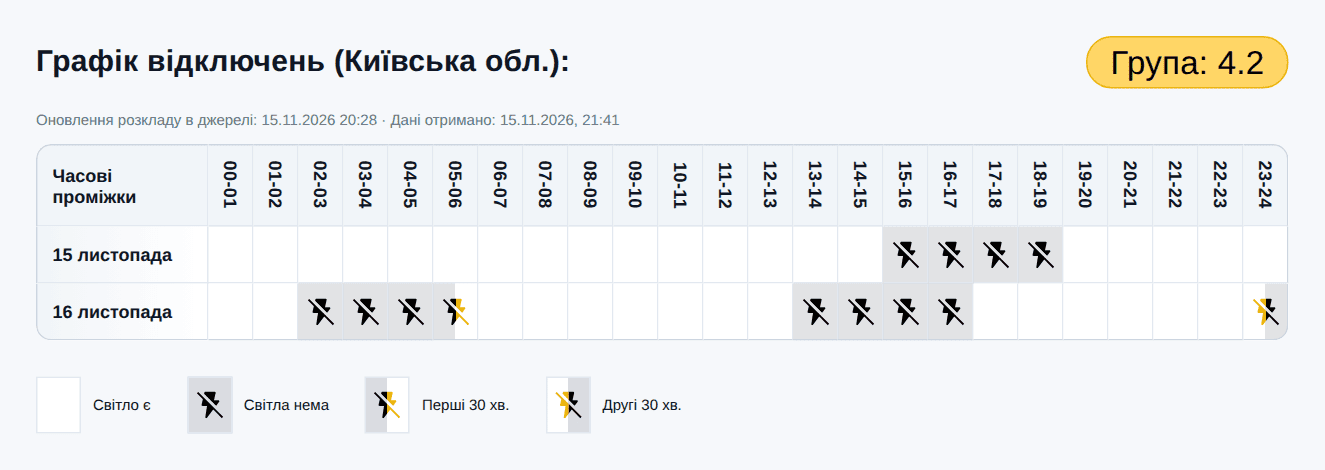 Графік відключень (Київська обл.):
Група: 4.2
Оновлення розкладу в джерелі: 15.11.2026 20:28 · Дані отримано: 15.11.2026, 21:41
Часові
проміжки
00-01
01-02
02-03
03-04
04-05
05-06
06-07
07-08
08-09
09-10
10-11
11-12
12-13
13-14
14-15
15-16
16-17
17-18
18-19
19-20
20-21
21-22
22-23
23-24
15 листопада
16 листопада
Світло є
Світла нема
Перші 30 хв.
Другі 30 хв.